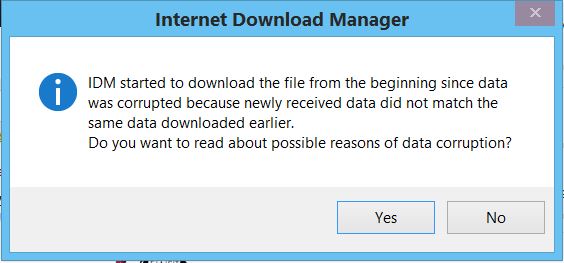 Internet Download Manager
IDM started to download the file from the beginning since data
was corrupted because newly received data did not match the
same data downloaded earlier.
Do you want to read about possible reasons of data corruption?
Yes
No